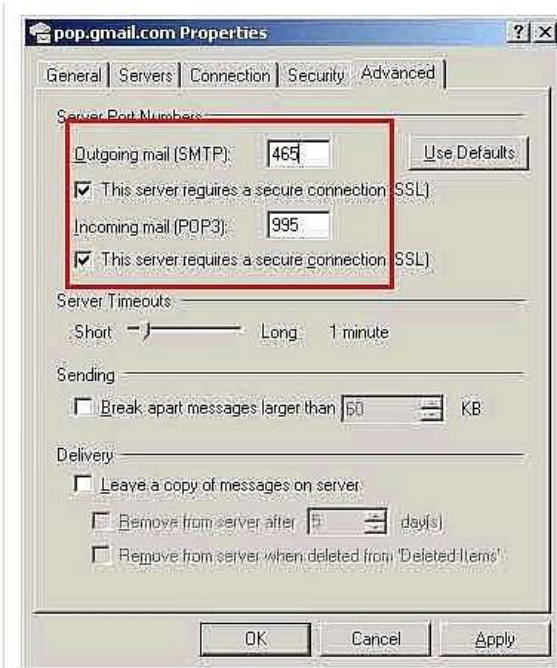 pop.gmail.com Properties
General Servers Connection Security Advanced
Server Port Numbers
Outgoing mail (SMTP): 465 Use Defaults
This server requires a secure connection SSL)
Incoming mail (POP3): 995
This server requires a secure connection SSL)
Server Timeouts
Short Long 1 minute
Sending
Break apart messages larger than 60 KB
Delivery
Leave a copy of messages on server
Remove from server after 5 day(s)
Remove from server when deleted from 'Deleted Items'
OK Cancel Apply